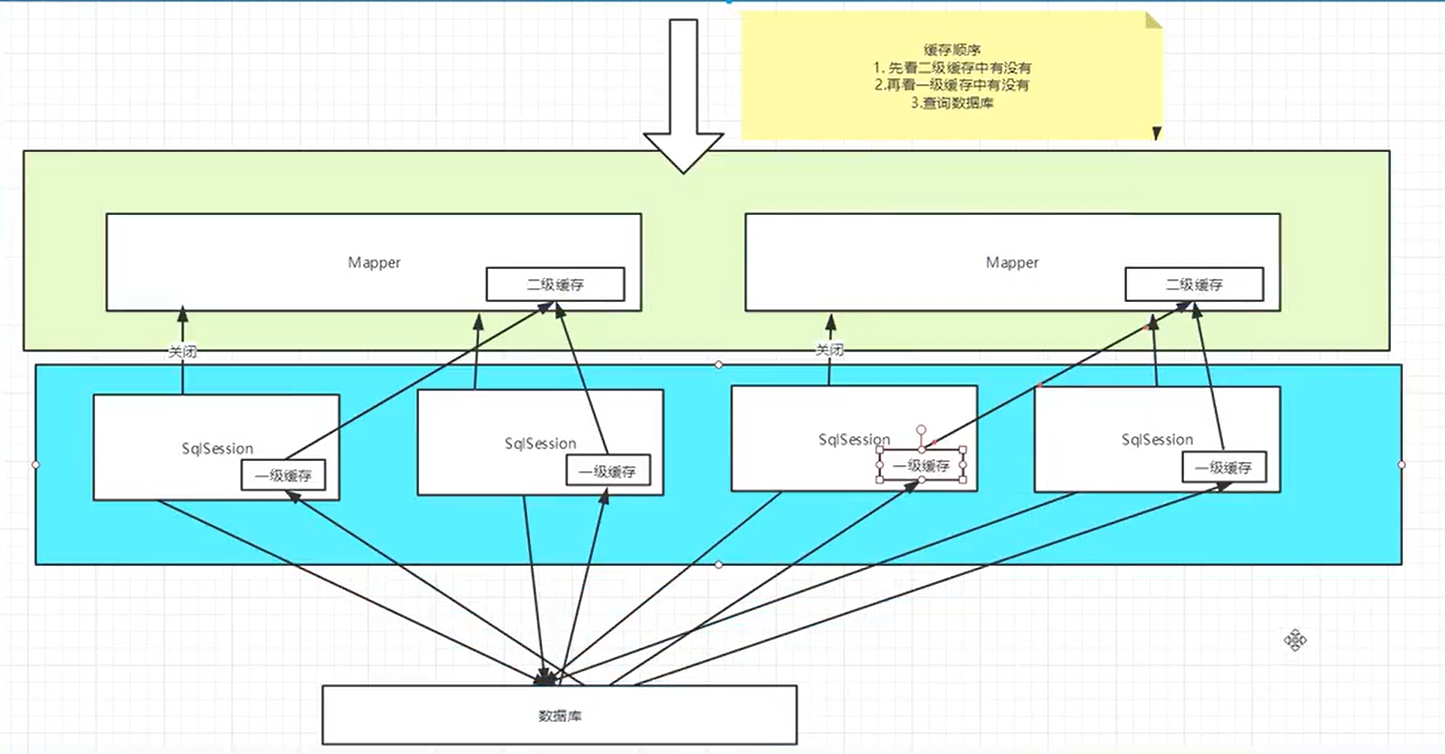 缓存顺序
1. 先看二级缓存中有没有
2.再看一级缓存中有没有
3.查询数据库
Mapper
二级缓存
Mapper
二级缓存
关闭
关闭
SqlSession
一级缓存
SqlSession
一级缓存
SqlSession
一级缓存
SqlSession
一级缓存
数据库